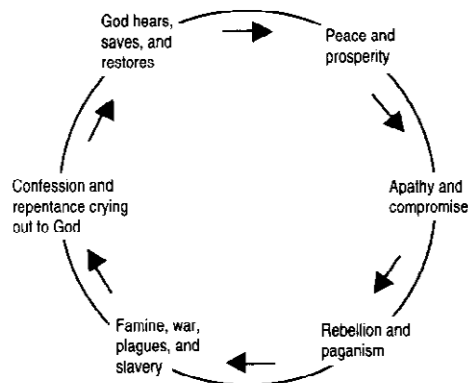 God hears,
saves, and
restores
Peace and
prosperity
Apathy and
compromise
Rebellion and
paganism
Famine, war,
plagues, and
slavery
Confession and
repentance crying
out to God